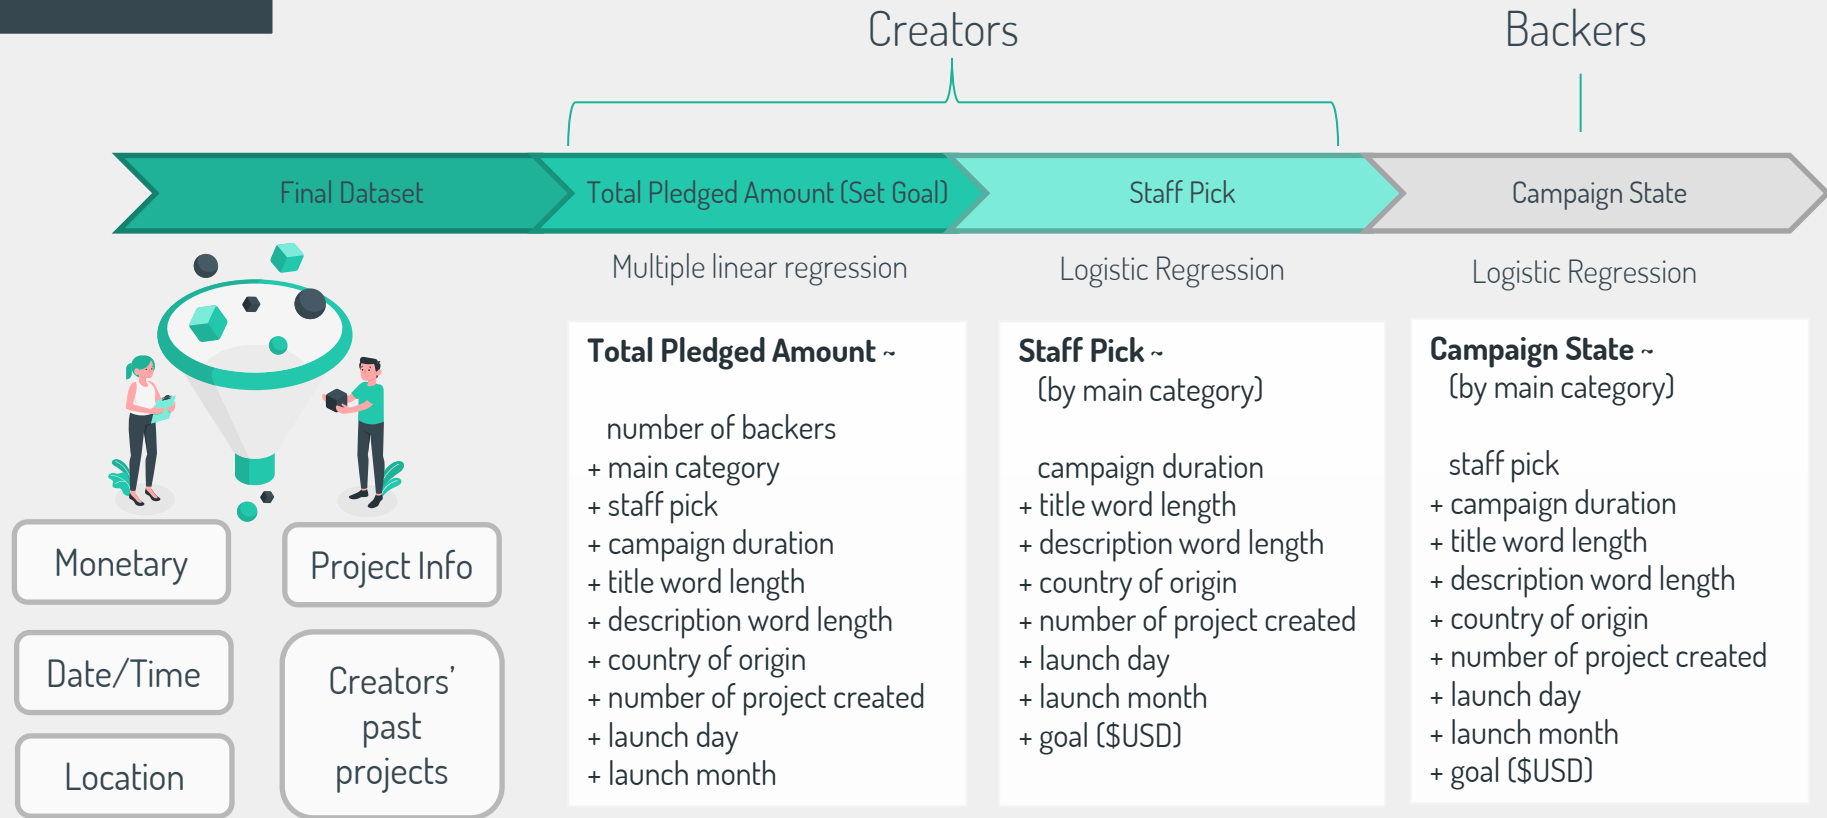 Creators
Backers
Final Dataset
Total Pledged Amount (Set Goal)
Staff Pick
Campaign State
Multiple linear regression
Logistic Regression
Logistic Regression
Total Pledged Amount ~
number of backers
+ main category
+ staff pick
+ campaign duration
+ title word length
+ description word length
+ country of origin
+ number of project created
+ launch day
+ launch month
Staff Pick ~
(by main category)
campaign duration
+ title word length
+ description word length
+ country of origin
+ number of project created
+ launch day
+ launch month
+ goal ($USD)
Campaign State ~
(by main category)
staff pick
+ campaign duration
+ title word length
+ description word length
+ country of origin
+ number of project created
+ launch day
+ launch month
+ goal ($USD)
Monetary
Project Info
Date/Time
Creators’
past
projects
Location